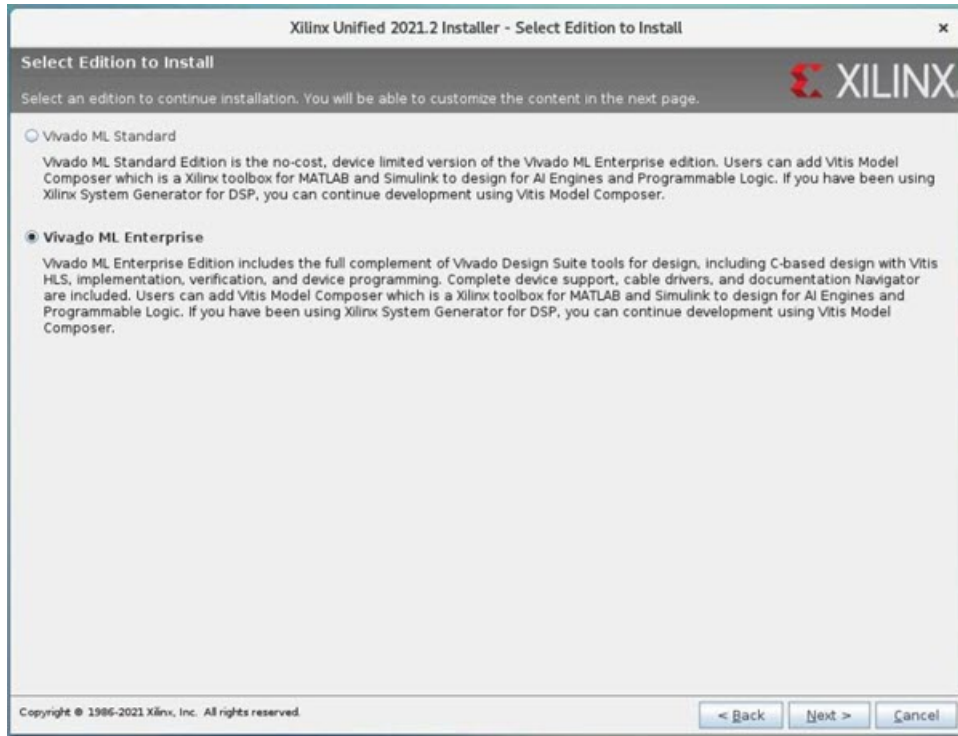 Xilinx Unified 2021.2 Installer - Select Edition to Install
Select Edition to Install
Select an edition to continue installation. You will be able to customize the content in the next page.
XILINX
Vivado ML Standard
Vivado ML Standard Edition is the no-cost, device limited version of the Vivado ML Enterprise edition. Users can add Vitis Model
Composer which is a Xilinx toolbox for MATLAB and Simulink to design for AI Engines and Programmable Logic. If you have been using
Xilinx System Generator for DSP, you can continue development using Vitis Model Composer.
Vivado ML Enterprise
Vivado ML Enterprise Edition includes the full complement of Vivado Design Suite tools for design, including C-based design with Vitis
HLS, implementation, verification, and device programming. Complete device support, cable drivers, and documentation Navigator
are included. Users can add Vitis Model Composer which is a Xilinx toolbox for MATLAB and Simulink to design for AI Engines and
Programmable Logic. If you have been using Xilinx System Generator for DSP, you can continue development using Vitis Model
Composer.
Copyright © 1986-2021 Xilinx, Inc. All rights reserved.
< Back Next > Cancel